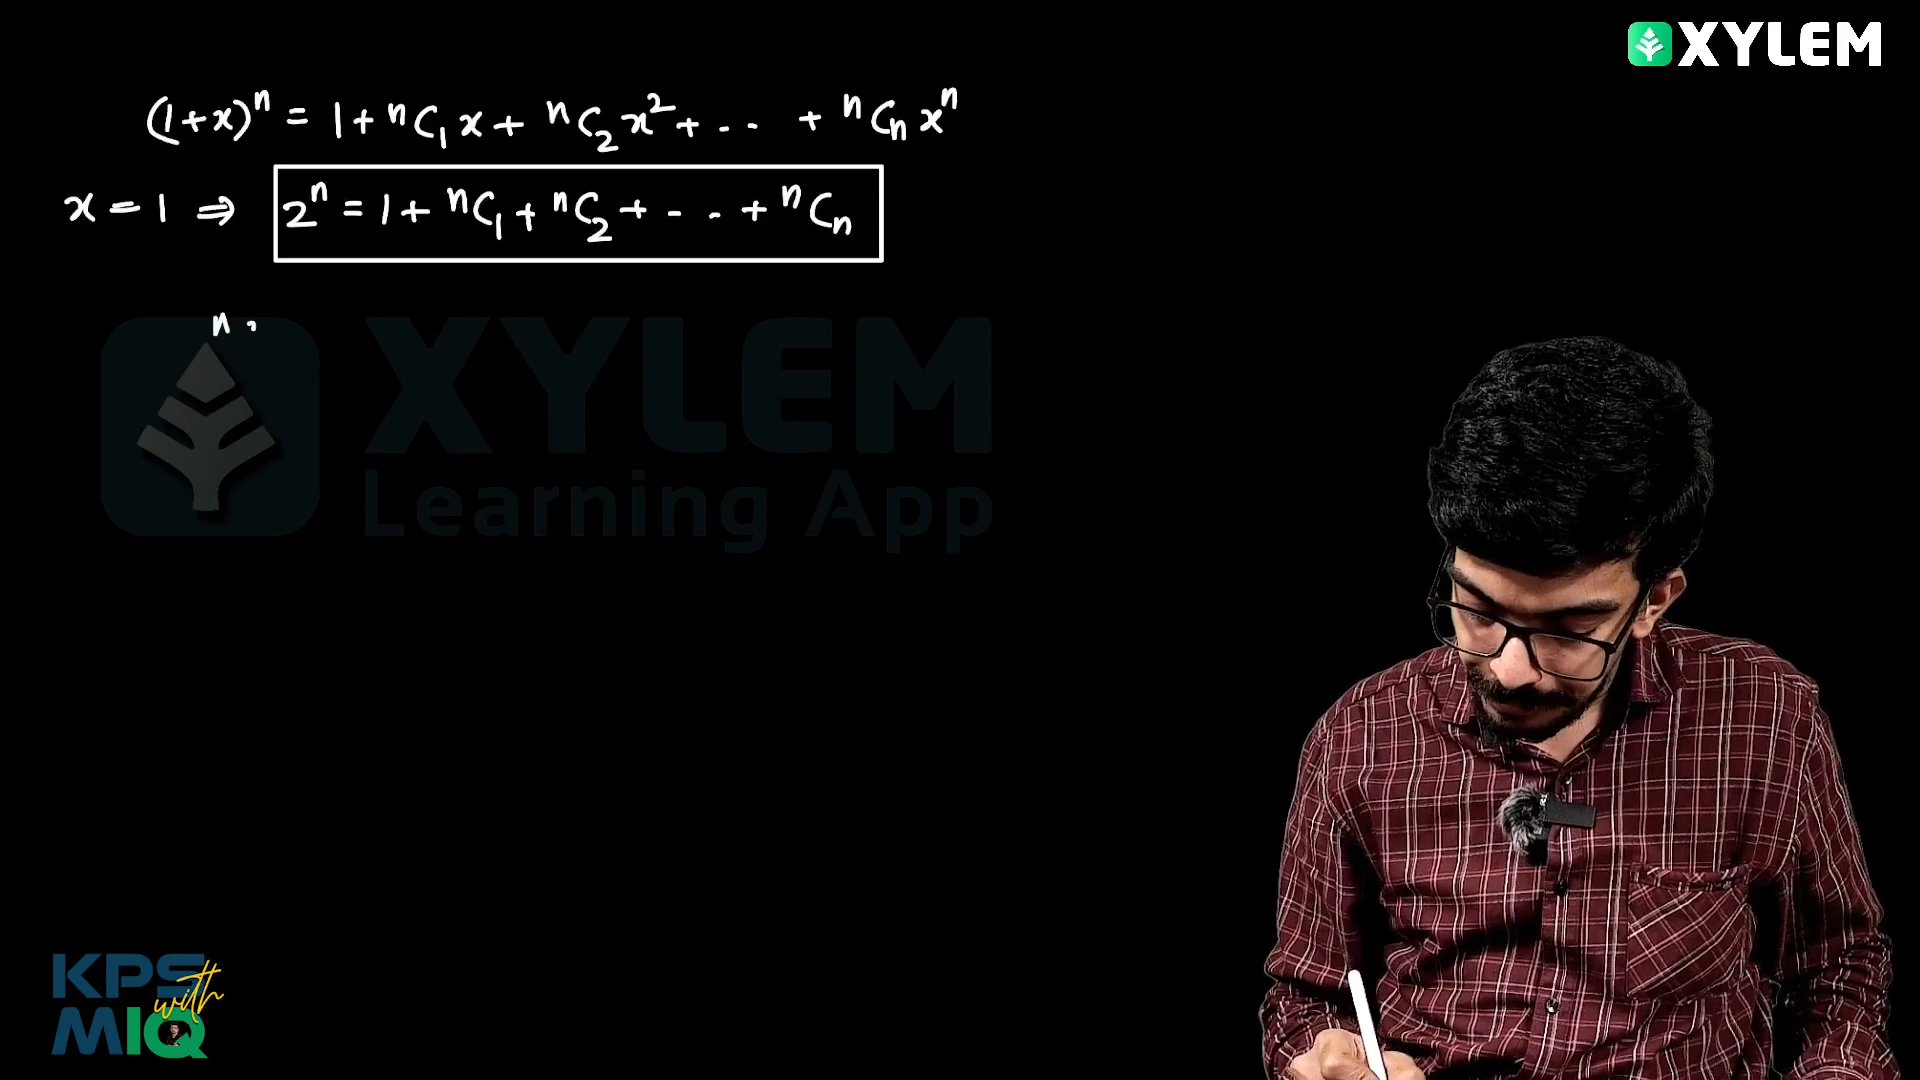 XYLEM
(1+x)ⁿ = 1 + ⁿC₁x + ⁿC₂x² + .. + ⁿCₙxⁿ
x = 1 ⇒ 2ⁿ = 1 + ⁿC₁ + ⁿC₂ + - .. + ⁿCₙ
n
XYLEM
Learning App
KPS
with
MIQ